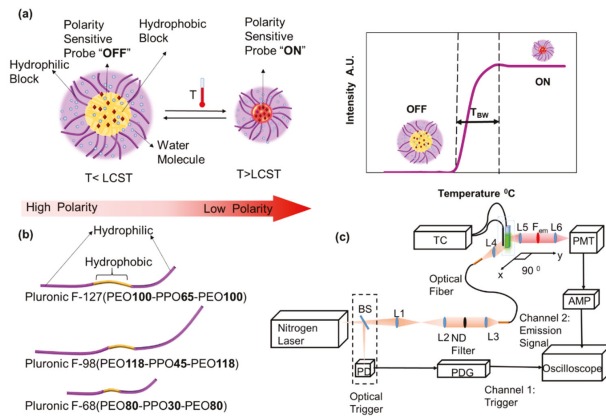 (a)
Polarity
Sensitive
Probe “OFF”
Hydrophobic
Block
Polarity
Sensitive
Probe “ON”
Hydrophilic
Block
T
Water
Molecule
T< LCST
T>LCST
High Polarity
Low Polarity
Intensity A.U.
OFF
ON
TBW
Temperature ⁰C
(b)
Hydrophilic
Hydrophobic
Pluronic F-127(PEO100-PPO65-PEO100)
Pluronic F-98(PEO118-PPO45-PEO118)
Pluronic F-68(PEO80-PPO30-PEO80)
(c)
TC
L4
L5 Fem L6
PMT
x
y
90 ⁰
Optical
Fiber
AMP
BS
L1
Channel 2:
Emission
Signal
Nitrogen
Laser
L2 ND L3
Filter
Oscilloscope
PD
PDG
Optical
Trigger
Channel 1:
Trigger